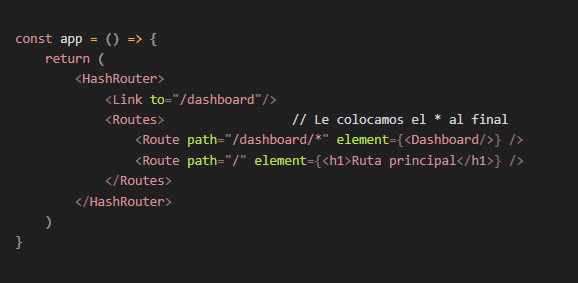 const app = () => {
    return (
        <HashRouter>
            <Link to="/dashboard"/>
            <Routes>                 // Le colocamos el * al final
                <Route path="/dashboard/*" element={<Dashboard/>} />
                <Route path="/" element={<h1>Ruta principal</h1>} />
            </Routes>
        </HashRouter>
    )
}